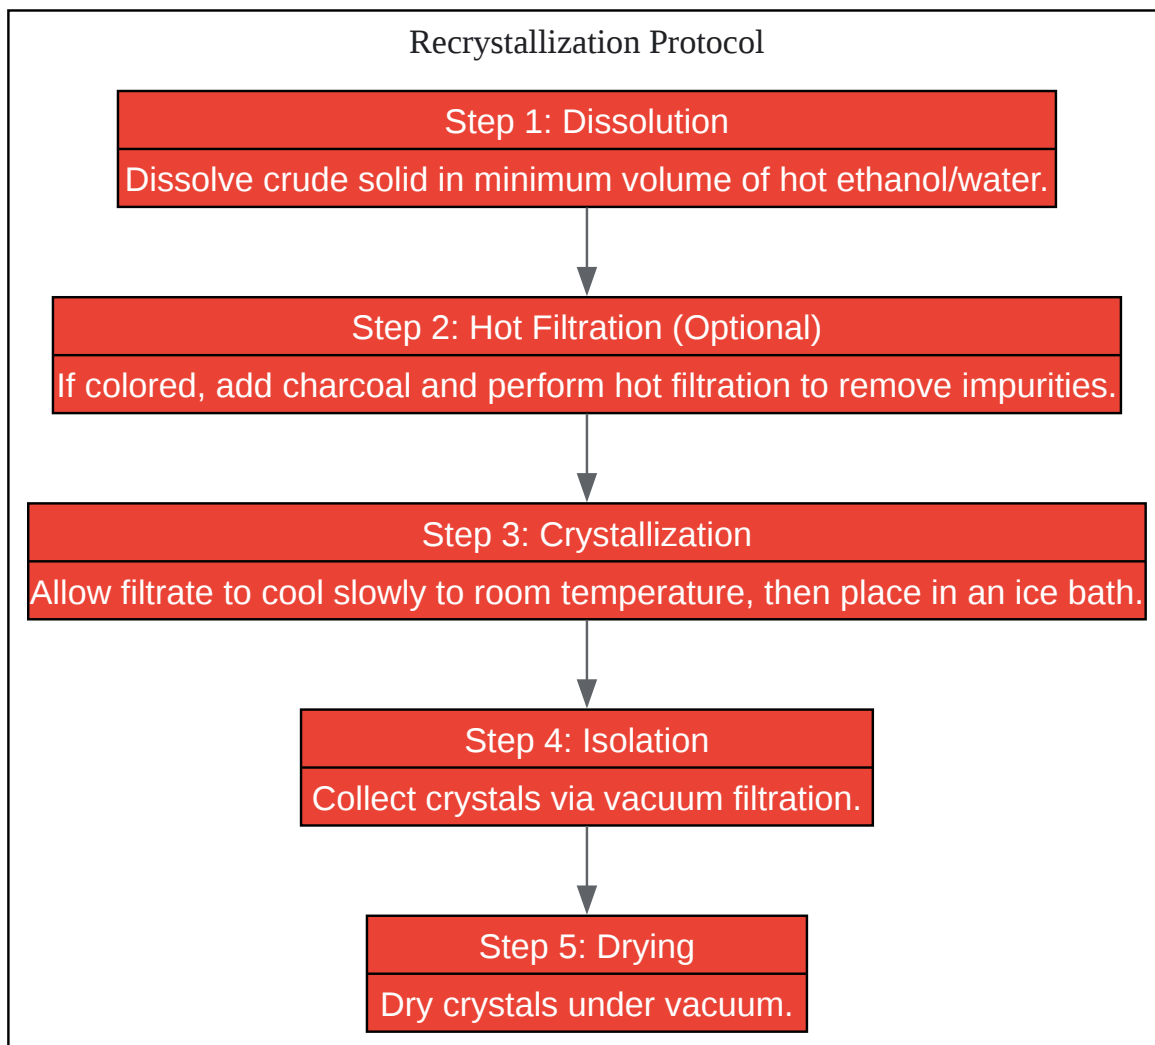 Recrystallization Protocol
Step 1: Dissolution
Dissolve crude solid in minimum volume of hot ethanol/water.
Step 2: Hot Filtration (Optional)
If colored, add charcoal and perform hot filtration to remove impurities.
Step 3: Crystallization
Allow filtrate to cool slowly to room temperature, then place in an ice bath.
Step 4: Isolation
Collect crystals via vacuum filtration.
Step 5: Drying
Dry crystals under vacuum.